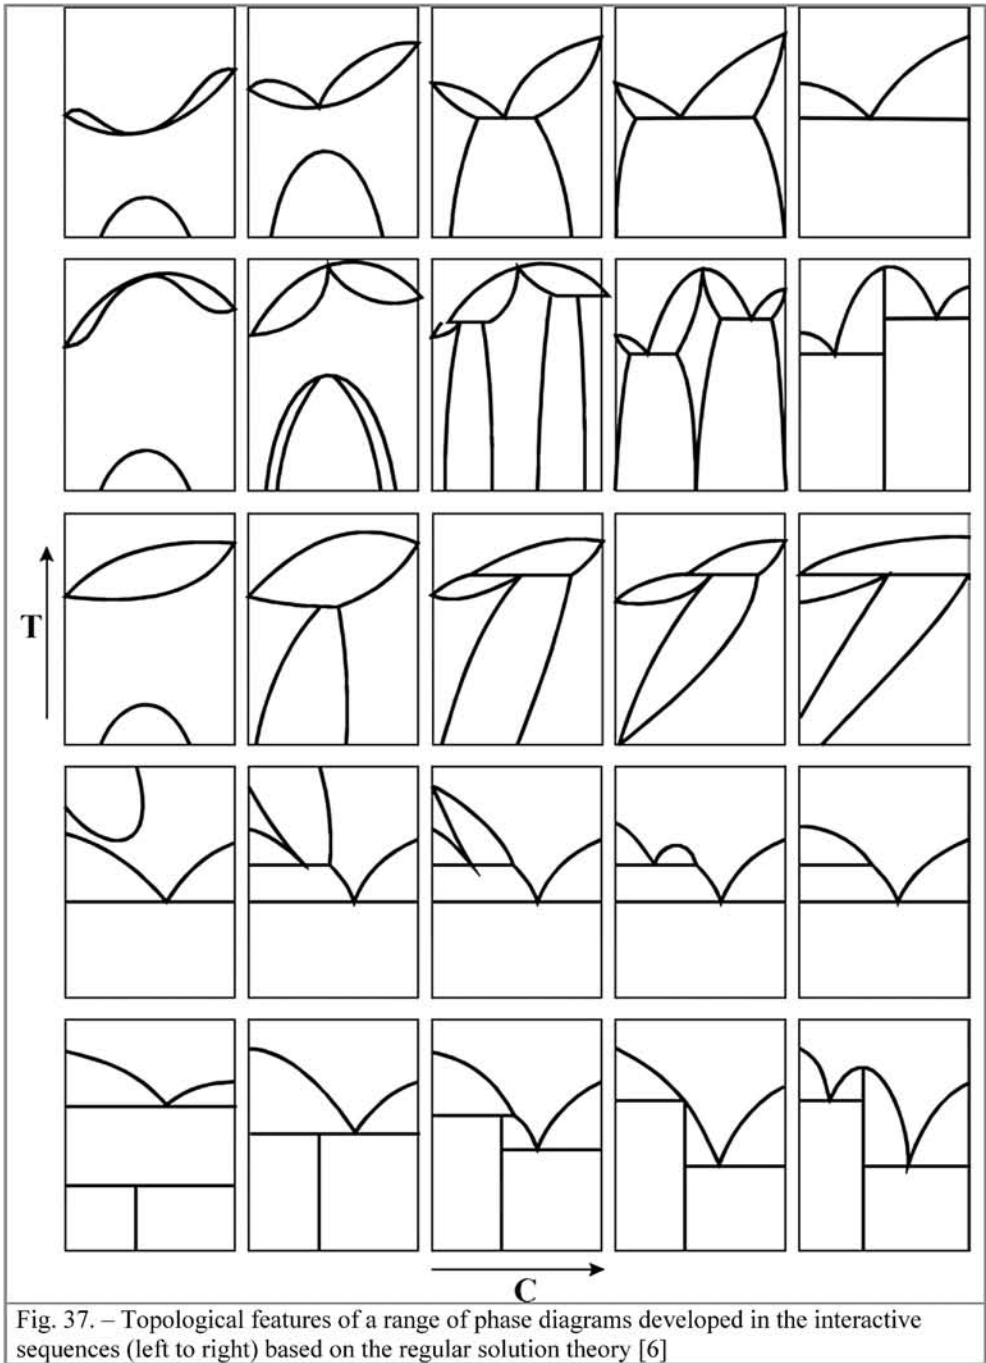 T
C
Fig. 37. – Topological features of a range of phase diagrams developed in the interactive
sequences (left to right) based on the regular solution theory [6]